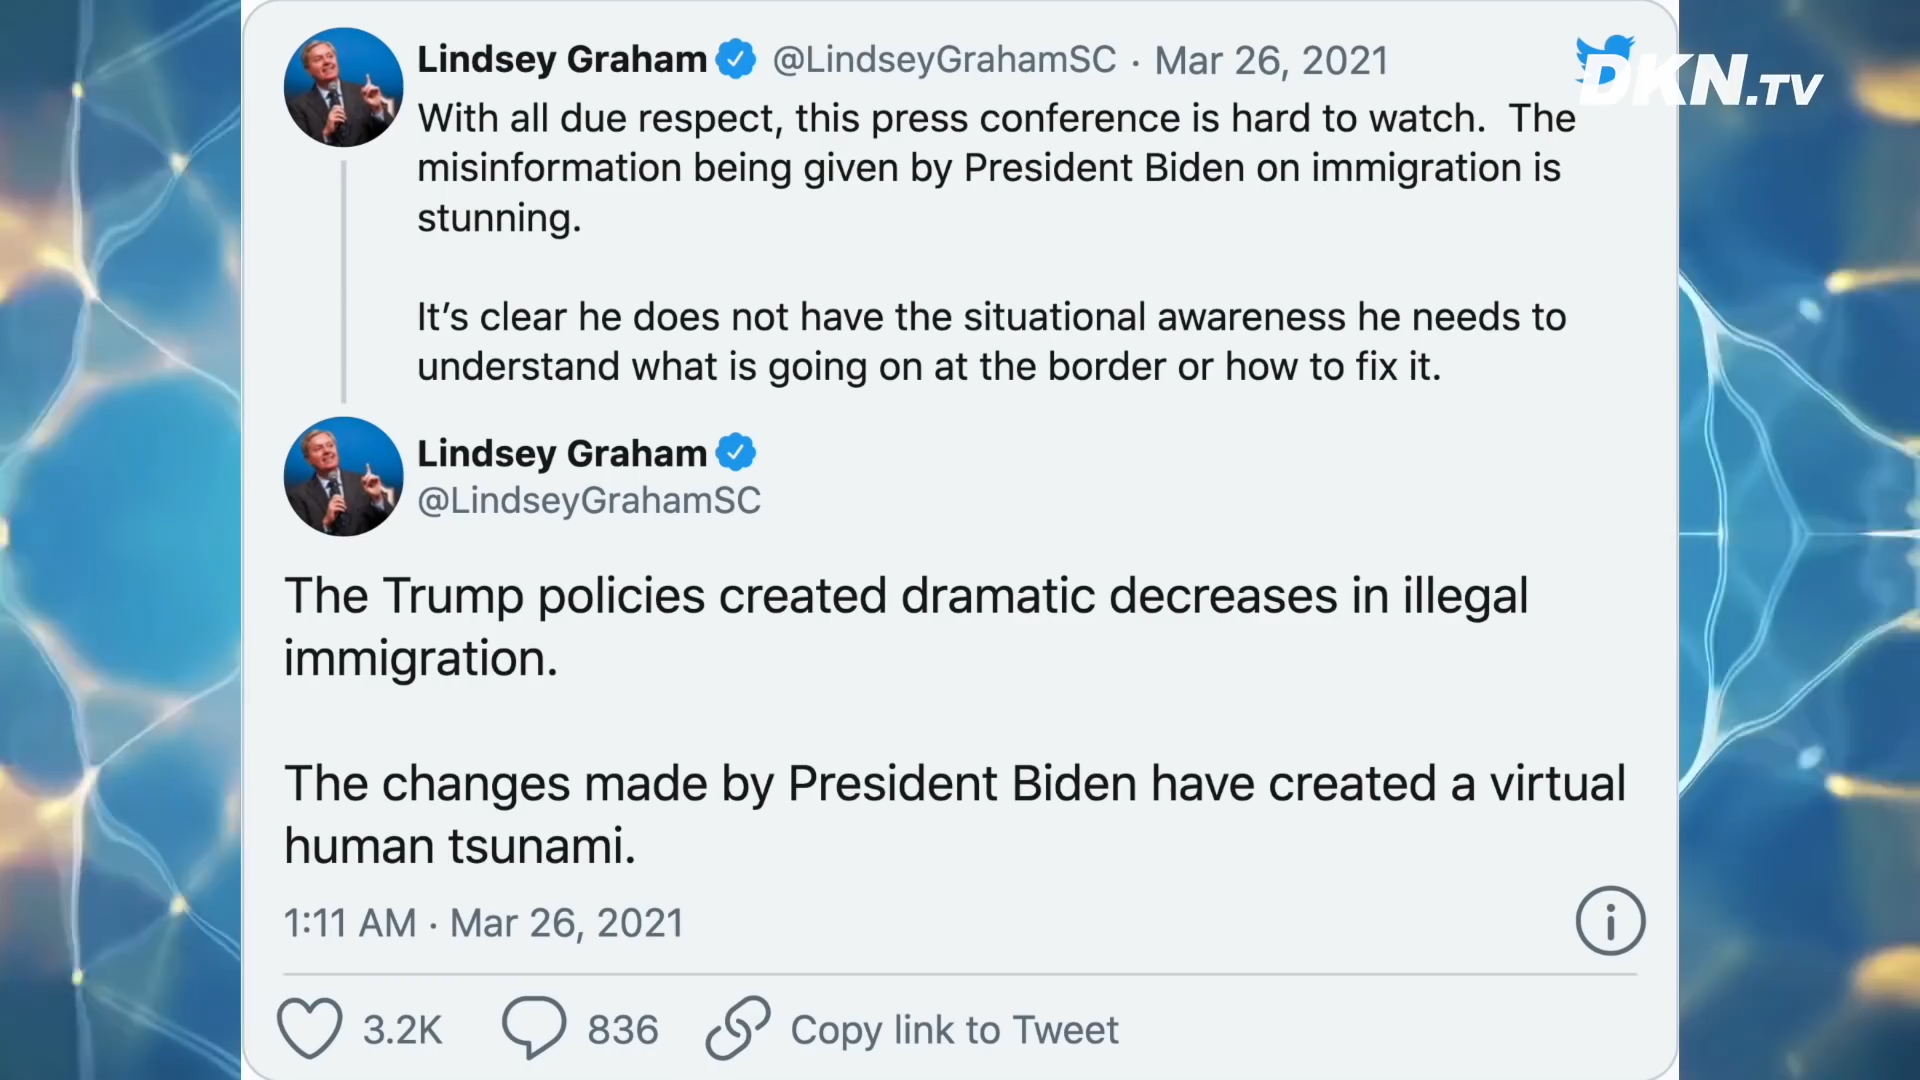 Lindsey Graham @LindseyGrahamSC · Mar 26, 2021
DKN.TV
With all due respect, this press conference is hard to watch. The
misinformation being given by President Biden on immigration is
stunning.
It’s clear he does not have the situational awareness he needs to
understand what is going on at the border or how to fix it.
Lindsey Graham
@LindseyGrahamSC
The Trump policies created dramatic decreases in illegal
immigration.
The changes made by President Biden have created a virtual
human tsunami.
1:11 AM · Mar 26, 2021
3.2K 836 Copy link to Tweet